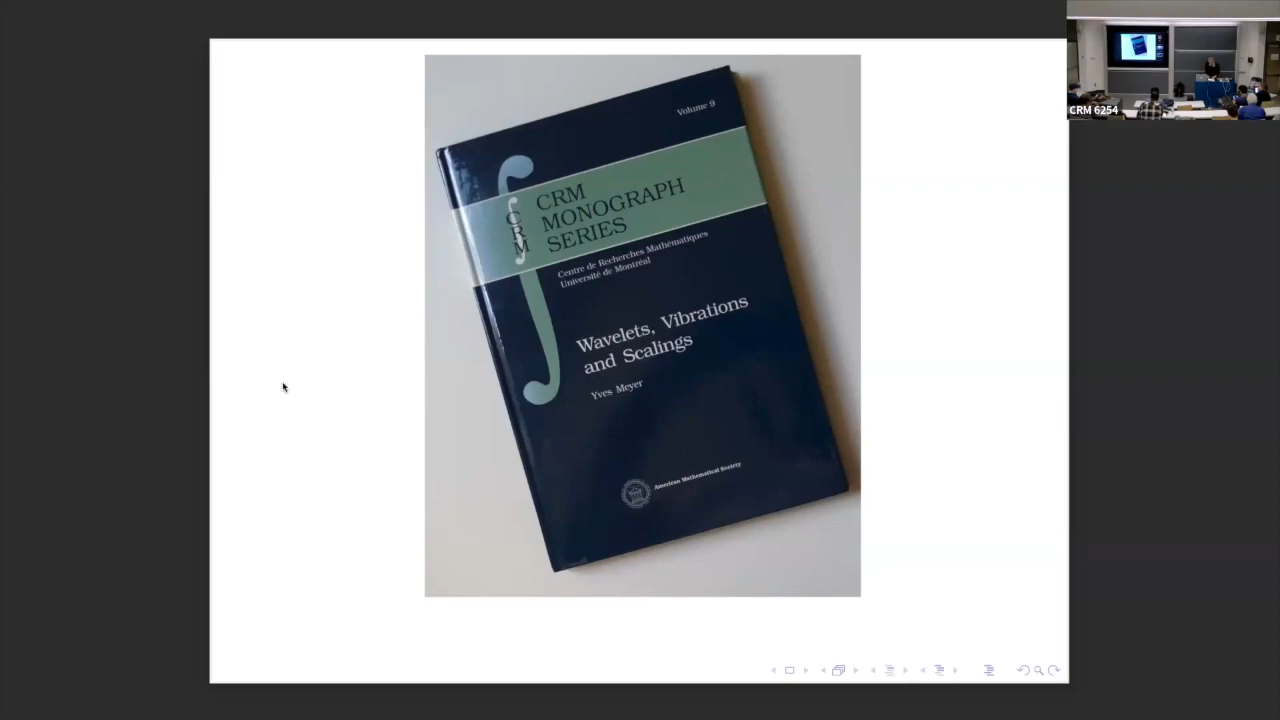 Volume 9
CRM
CRM
MONOGRAPH
SERIES
Centre de Recherches Mathématiques
Université de Montréal
Wavelets, Vibrations
and Scalings
Yves Meyer
American Mathematical Society
CRM 6254